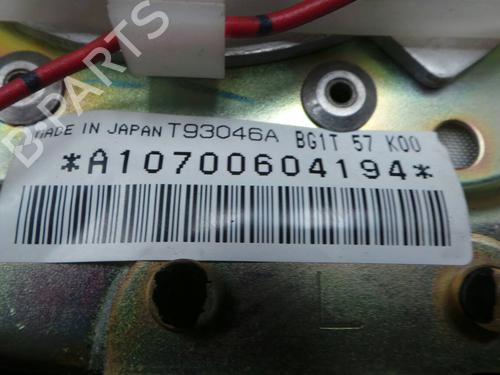 B-PARTS
MADE IN JAPAN T93046A BG1T 57 K00
*A10700604194*
L